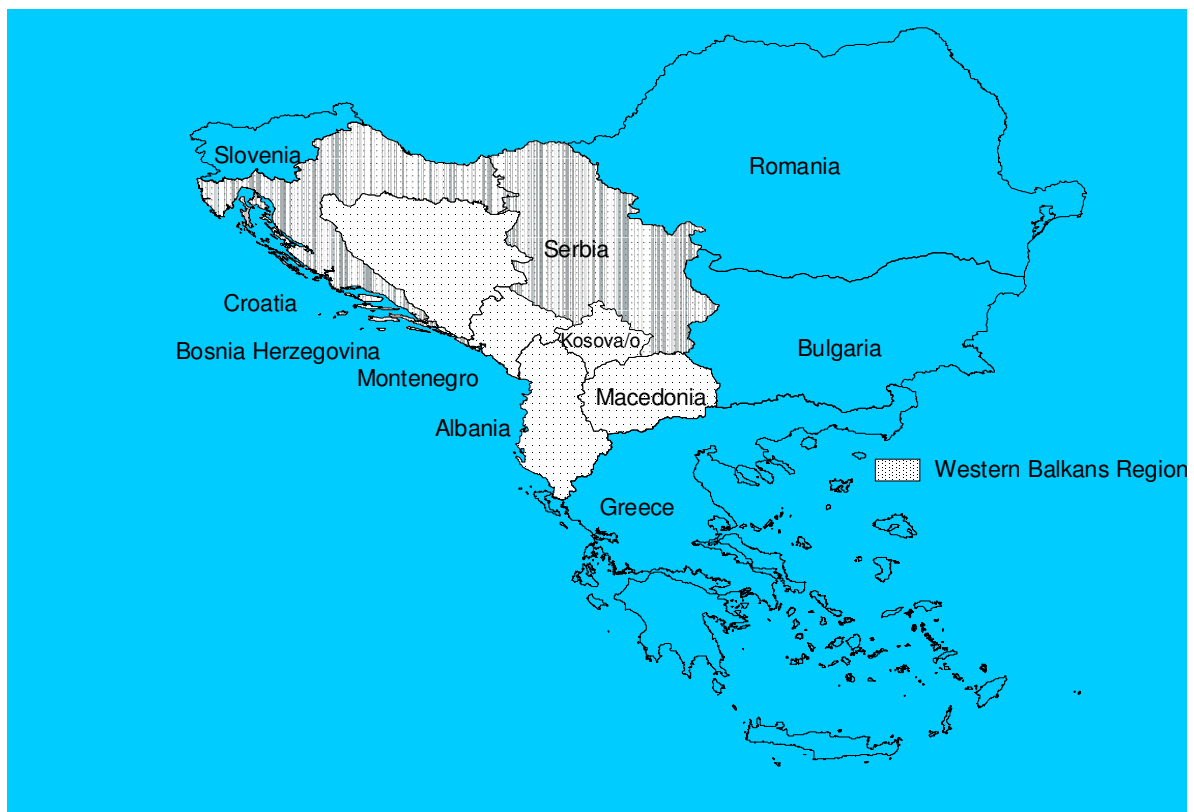 Slovenia
Romania
Serbia
Croatia
Kosova/o
Bulgaria
Bosnia Herzegovina
Montenegro
Macedonia
Albania
Western Balkans Region
Greece